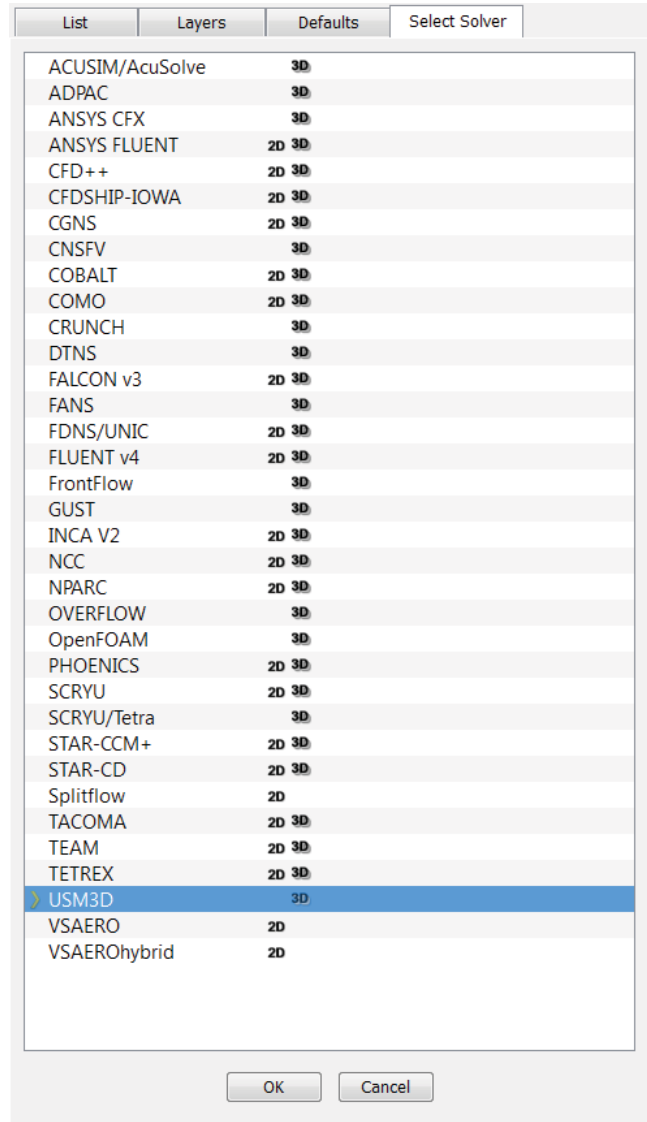 List Layers Defaults Select Solver
ACUSIM/AcuSolve 3D
ADPAC 3D
ANSYS CFX 3D
ANSYS FLUENT 2D 3D
CFD++ 2D 3D
CFDSHIP-IOWA 2D 3D
CGNS 2D 3D
CNSFV 3D
COBALT 2D 3D
COMO 2D 3D
CRUNCH 3D
DTNS 3D
FALCON v3 2D 3D
FANS 3D
FDNS/UNIC 2D 3D
FLUENT v4 2D 3D
FrontFlow 3D
GUST 3D
INCA V2 2D 3D
NCC 2D 3D
NPARC 2D 3D
OVERFLOW 3D
OpenFOAM 3D
PHOENICS 2D 3D
SCRYU 2D 3D
SCRYU/Tetra 3D
STAR-CCM+ 2D 3D
STAR-CD 2D 3D
Splitflow 2D
TACOMA 2D 3D
TEAM 2D 3D
TETREX 2D 3D
USM3D 3D
VSAERO 2D
VSAEROhybrid 2D
OK Cancel